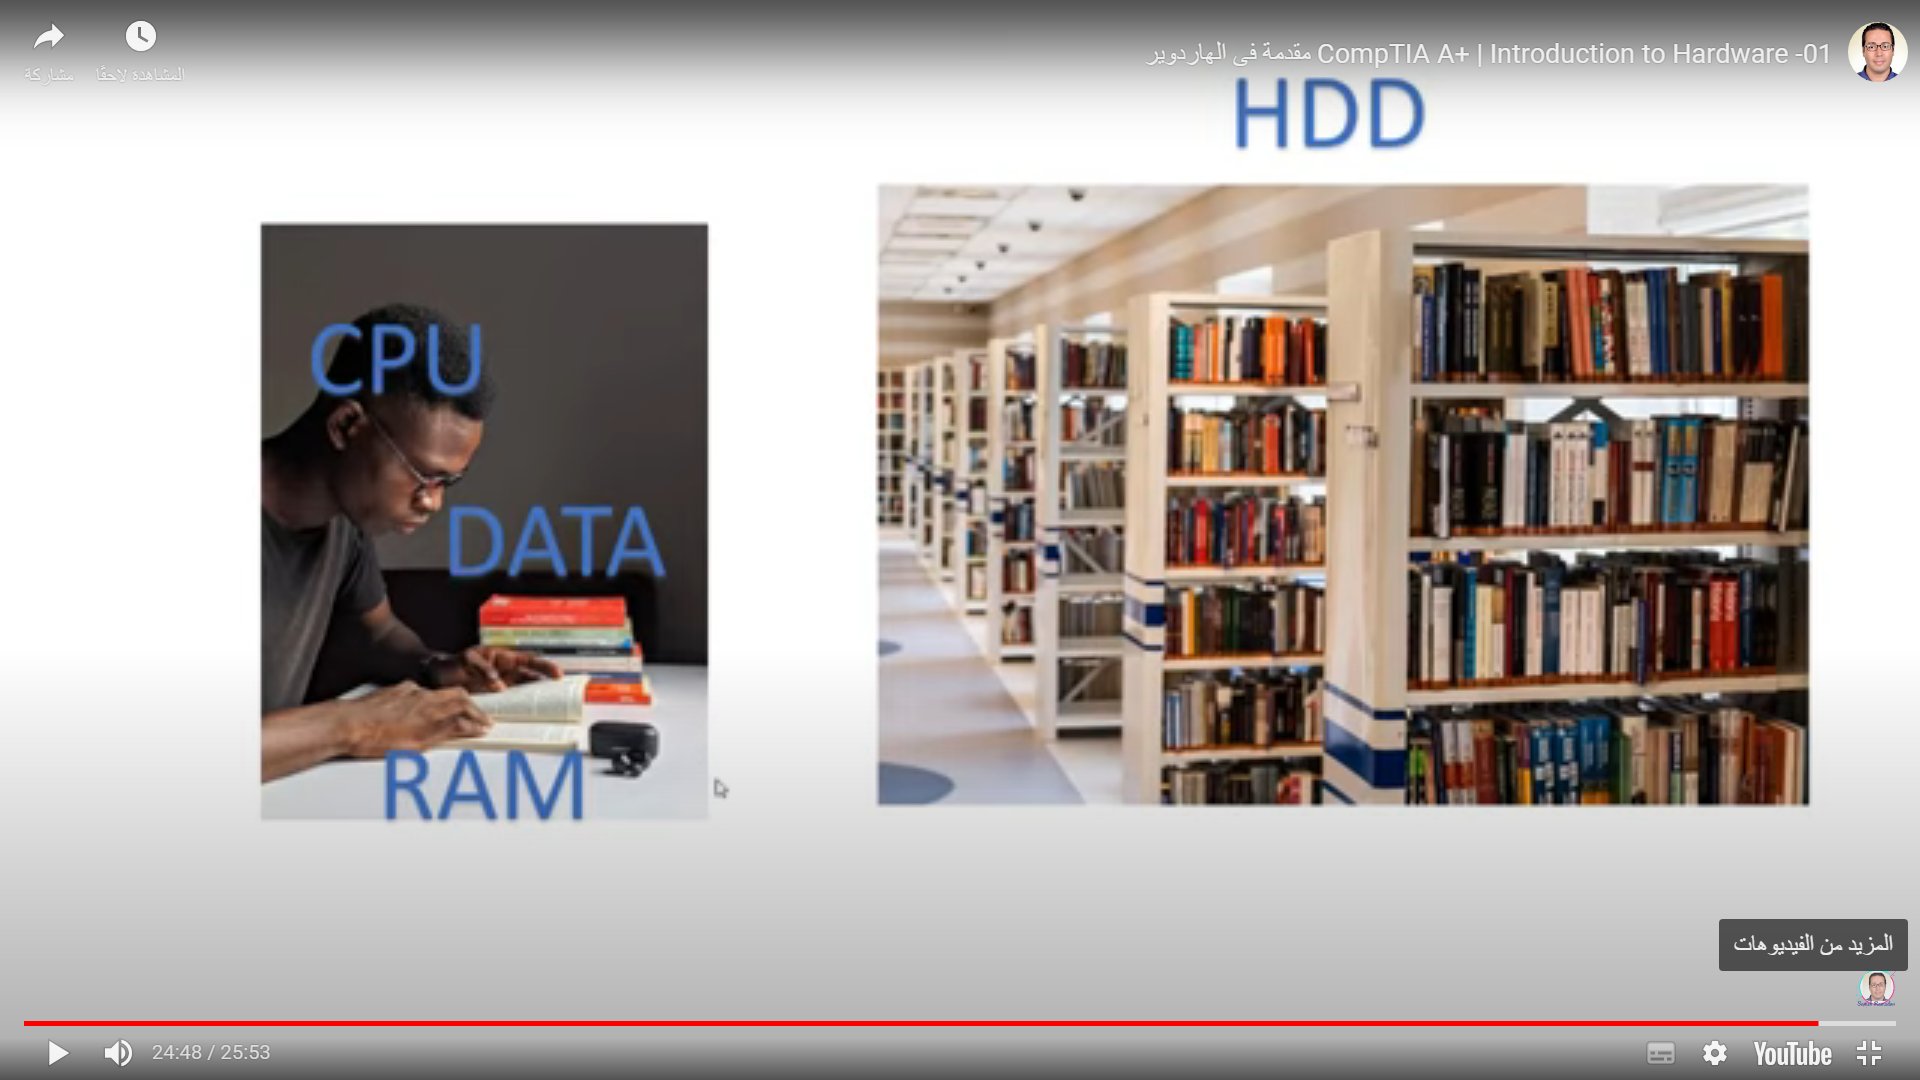 مشاركة
المشاهدة لاحقًا
01- CompTIA A+ | Introduction to Hardware مقدمة فى الهاردوير
HDD
CPU
DATA
RAM
المزيد من الفيديوهات
24:48 / 25:53
YouTube